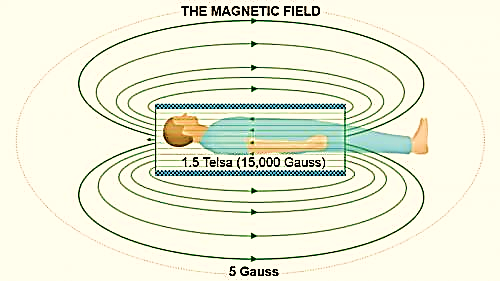 THE MAGNETIC FIELD
1.5 Telsa (15,000 Gauss)
5 Gauss